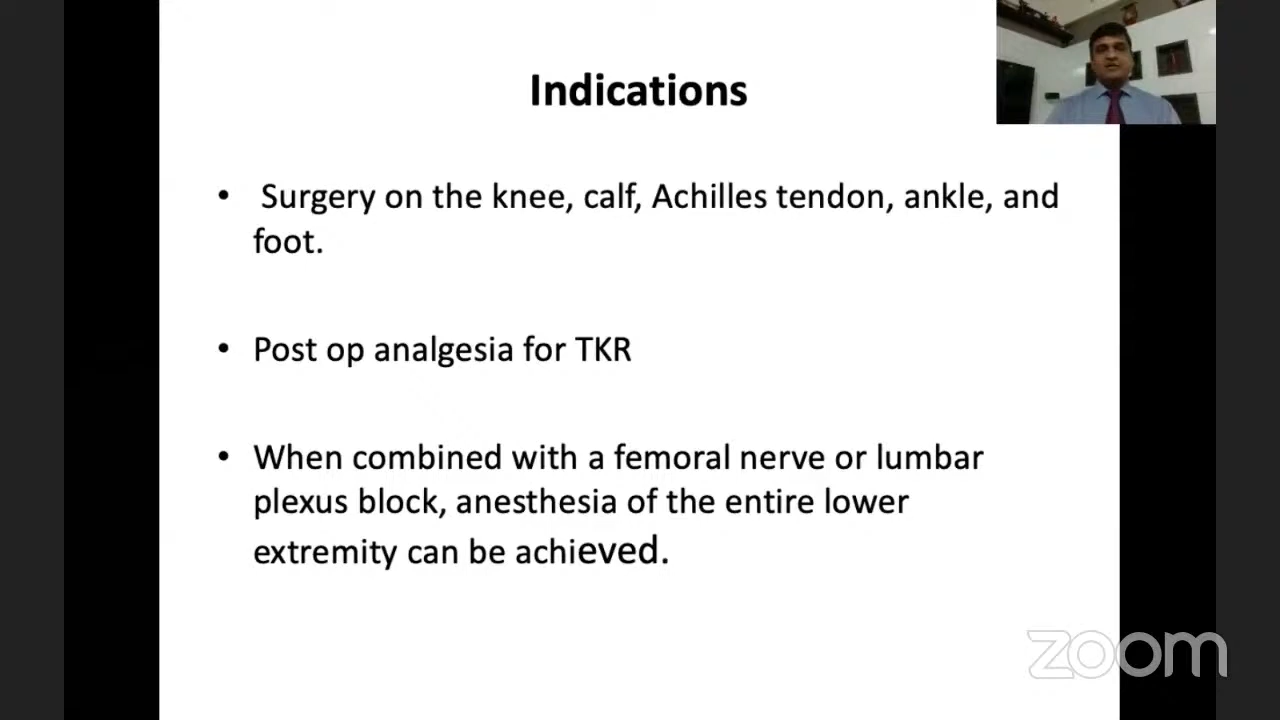 Indications
• Surgery on the knee, calf, Achilles tendon, ankle, and
foot.
• Post op analgesia for TKR
• When combined with a femoral nerve or lumbar
plexus block, anesthesia of the entire lower
extremity can be achieved.
zoom